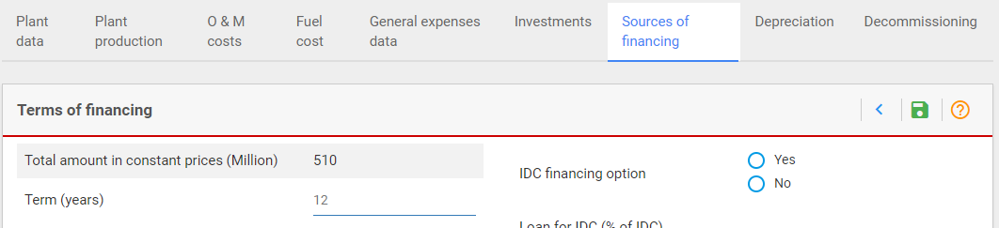 Plant data
Plant production
O & M costs
Fuel cost
General expenses data
Investments
Sources of financing
Depreciation
Decommissioning
Terms of financing
Total amount in constant prices (Million) 510
Term (years) 12
IDC financing option
Yes
No
Loan for IDC (% of IDC)